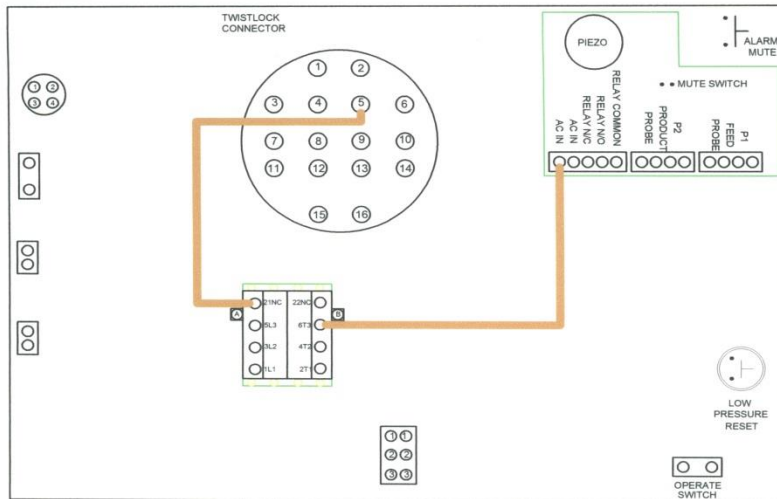 TWISTLOCK
CONNECTOR
PIEZO
ALARM
MUTE
MUTE SWITCH
RELAY COMMON
RELAY N/O
RELAY N/C
AC IN
AC IN
P2
PRODUCT
PROBE
P1
FEED
PROBE
1 2
3 4
1 2
3 4 5 6
7 8 9 10
11 12 13 14
15 16
21NC 22NC
A B
5L3 6T3
3L2 4T2
1L1 2T1
LOW
PRESSURE
RESET
1 1
2 2
3 3
OPERATE
SWITCH